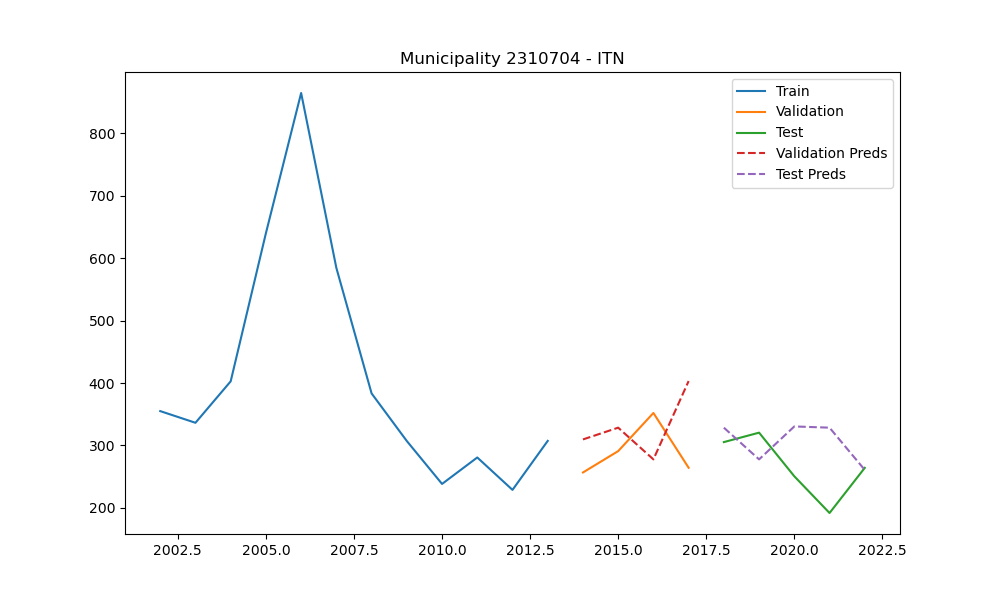 Municipality 2310704 - ITN
Train
Validation
Test
Validation Preds
Test Preds
800
700
600
500
400
300
200
2002.5 2005.0 2007.5 2010.0 2012.5 2015.0 2017.5 2020.0 2022.5